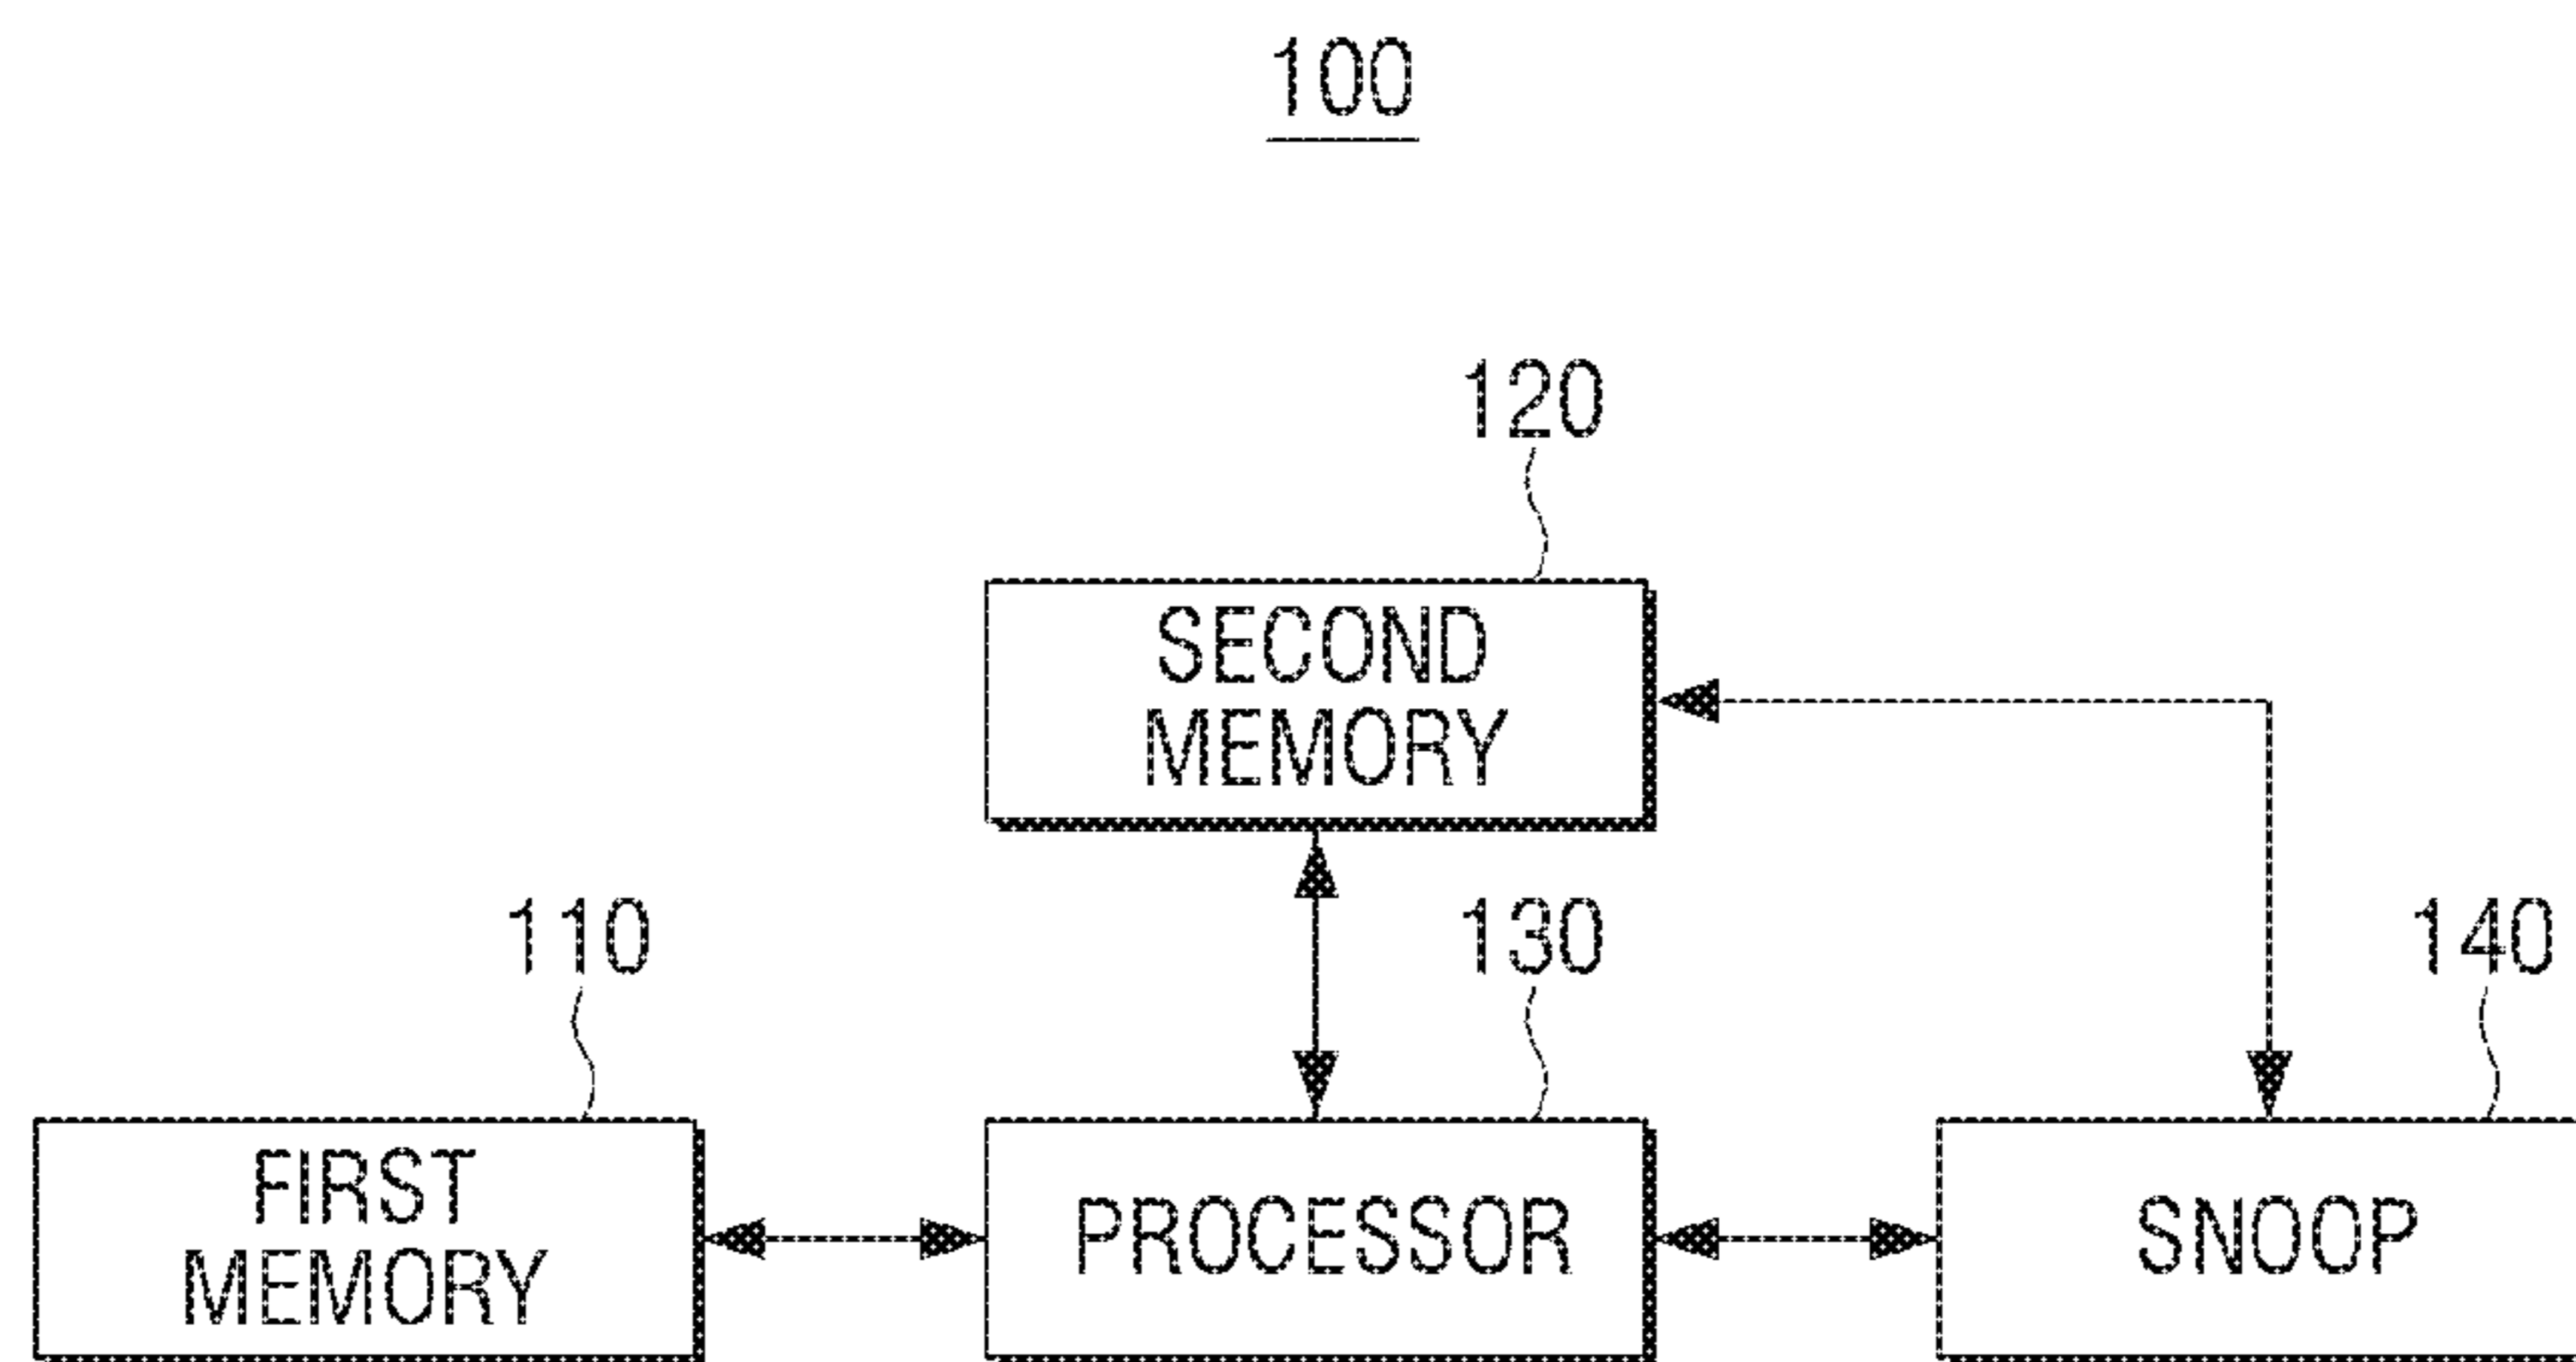 100
120
SECOND
MEMORY
110
130
140
FIRST
MEMORY
PROCESSOR
SNOOP